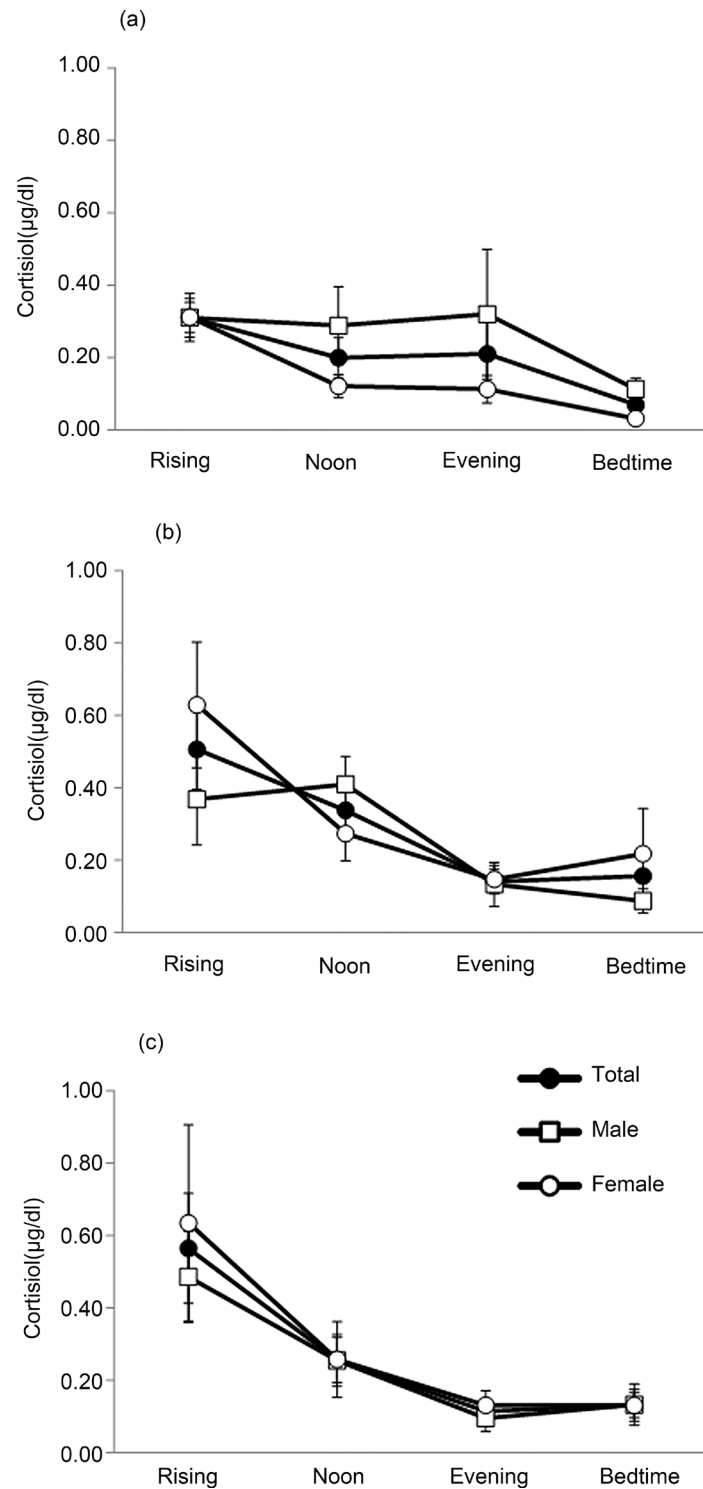 (a)
1.00
0.80
0.60
0.40
0.20
0.00
Cortisiol(µg/dl)
Rising Noon Evening Bedtime
(b)
1.00
0.80
0.60
0.40
0.20
0.00
Cortisiol(µg/dl)
Rising Noon Evening Bedtime
(c)
1.00
0.80
0.60
0.40
0.20
0.00
Cortisiol(µg/dl)
Total
Male
Female
Rising Noon Evening Bedtime